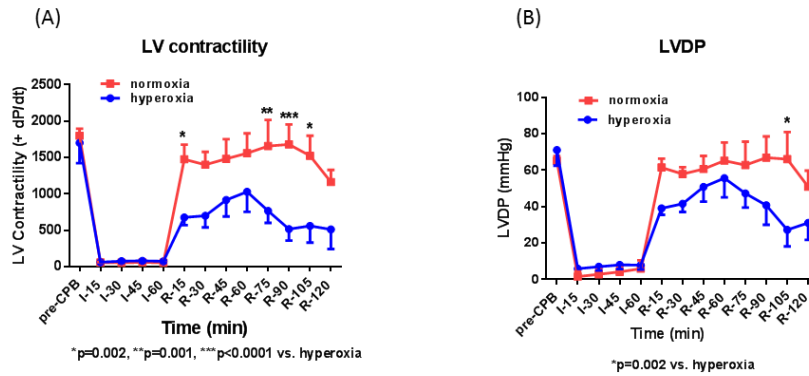 (A)
LV contractility
normoxia
hyperoxia
LV Contractility (+ dP/dt)
2500
2000
1500
1000
500
0
* ** *** *
pre-CPB I-15 I-30 I-45 I-60 R-15 R-30 R-45 R-60 R-75 R-90 R-105 R-120
Time (min)
*p=0.002, **p=0.001, ***p<0.0001 vs. hyperoxia
(B)
LVDP
normoxia
hyperoxia
LVDP (mmHg)
100
80
60
40
20
0
*
pre-CPB I-15 I-30 I-45 I-60 R-15 R-30 R-45 R-60 R-75 R-90 R-105 R-120
Time (min)
*p=0.002 vs. hyperoxia